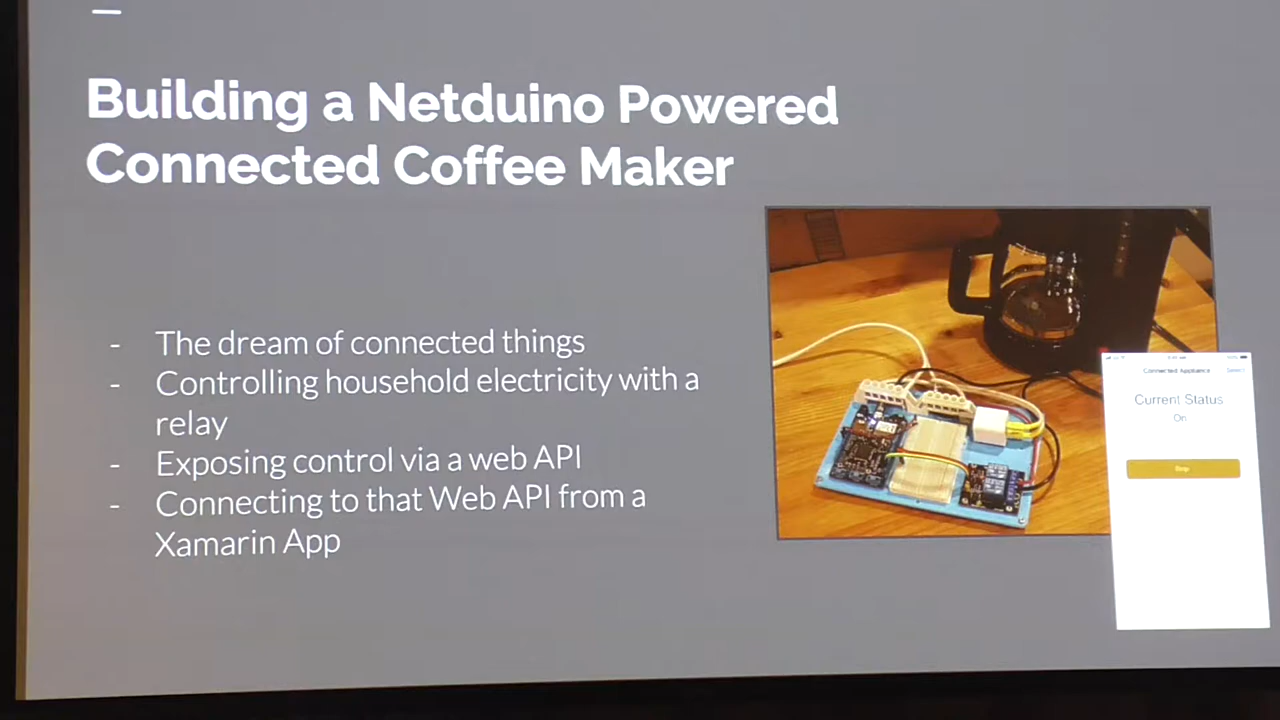 Building a Netduino Powered
Connected Coffee Maker
- The dream of connected things
- Controlling household electricity with a
relay
- Exposing control via a web API
- Connecting to that Web API from a
Xamarin App
Connected Appliance
Current Status
On
Stop